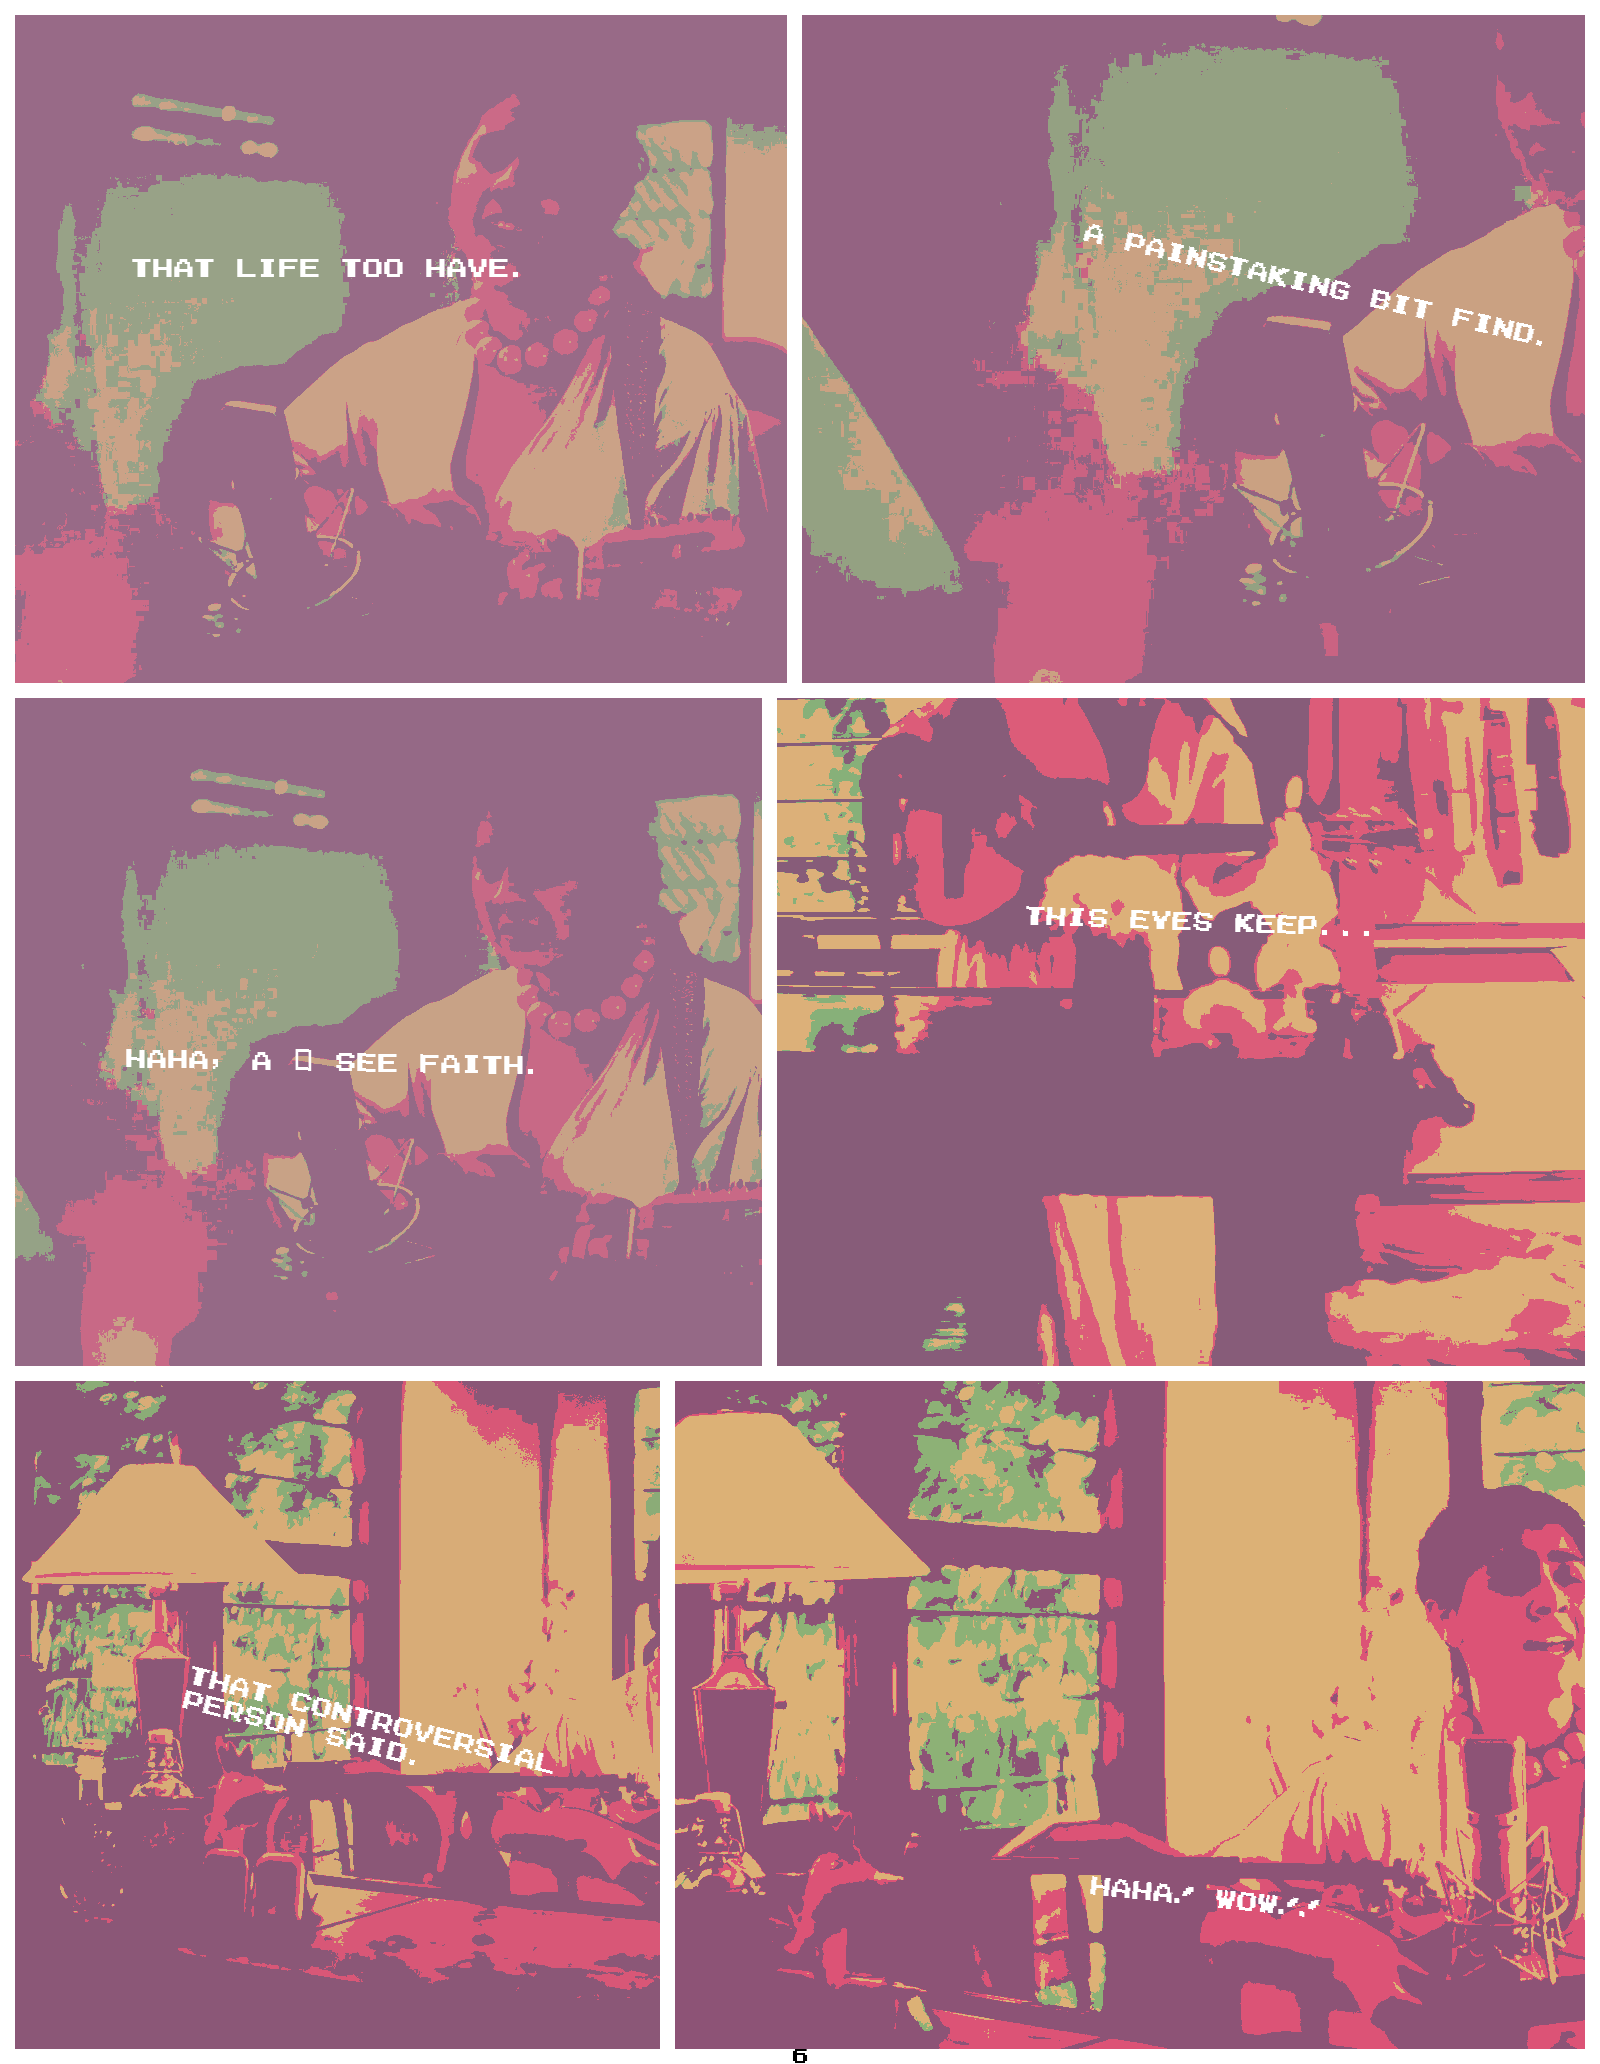 THAT LIFE TOO HAVE.
A PAINSTAKING BIT FIND.
HAHA, A ▯ SEE FAITH.
THIS EYES KEEP...
THAT CONTROVERSIAL
PERSON SAID.
HAHA.' WOW.'.'
6